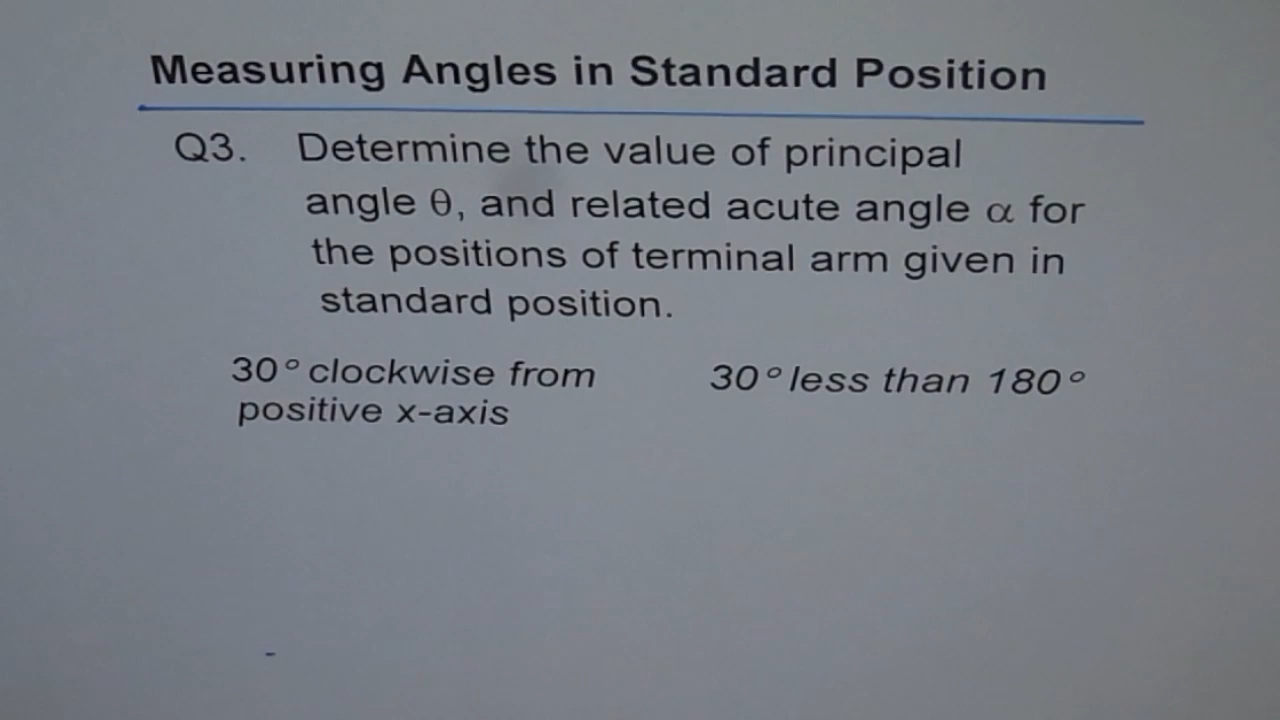 Measuring Angles in Standard Position
Q3. Determine the value of principal
angle θ, and related acute angle α for
the positions of terminal arm given in
standard position.
30° clockwise from
positive x-axis
30° less than 180°